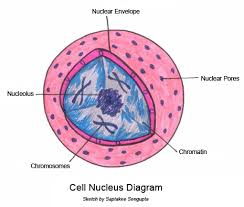 Nuclear Envelope
Nuclear Pores
Nucleolus
Chromosomes
Chromatin
Cell Nucleus Diagram
Sketch by Saptakee Sengupta